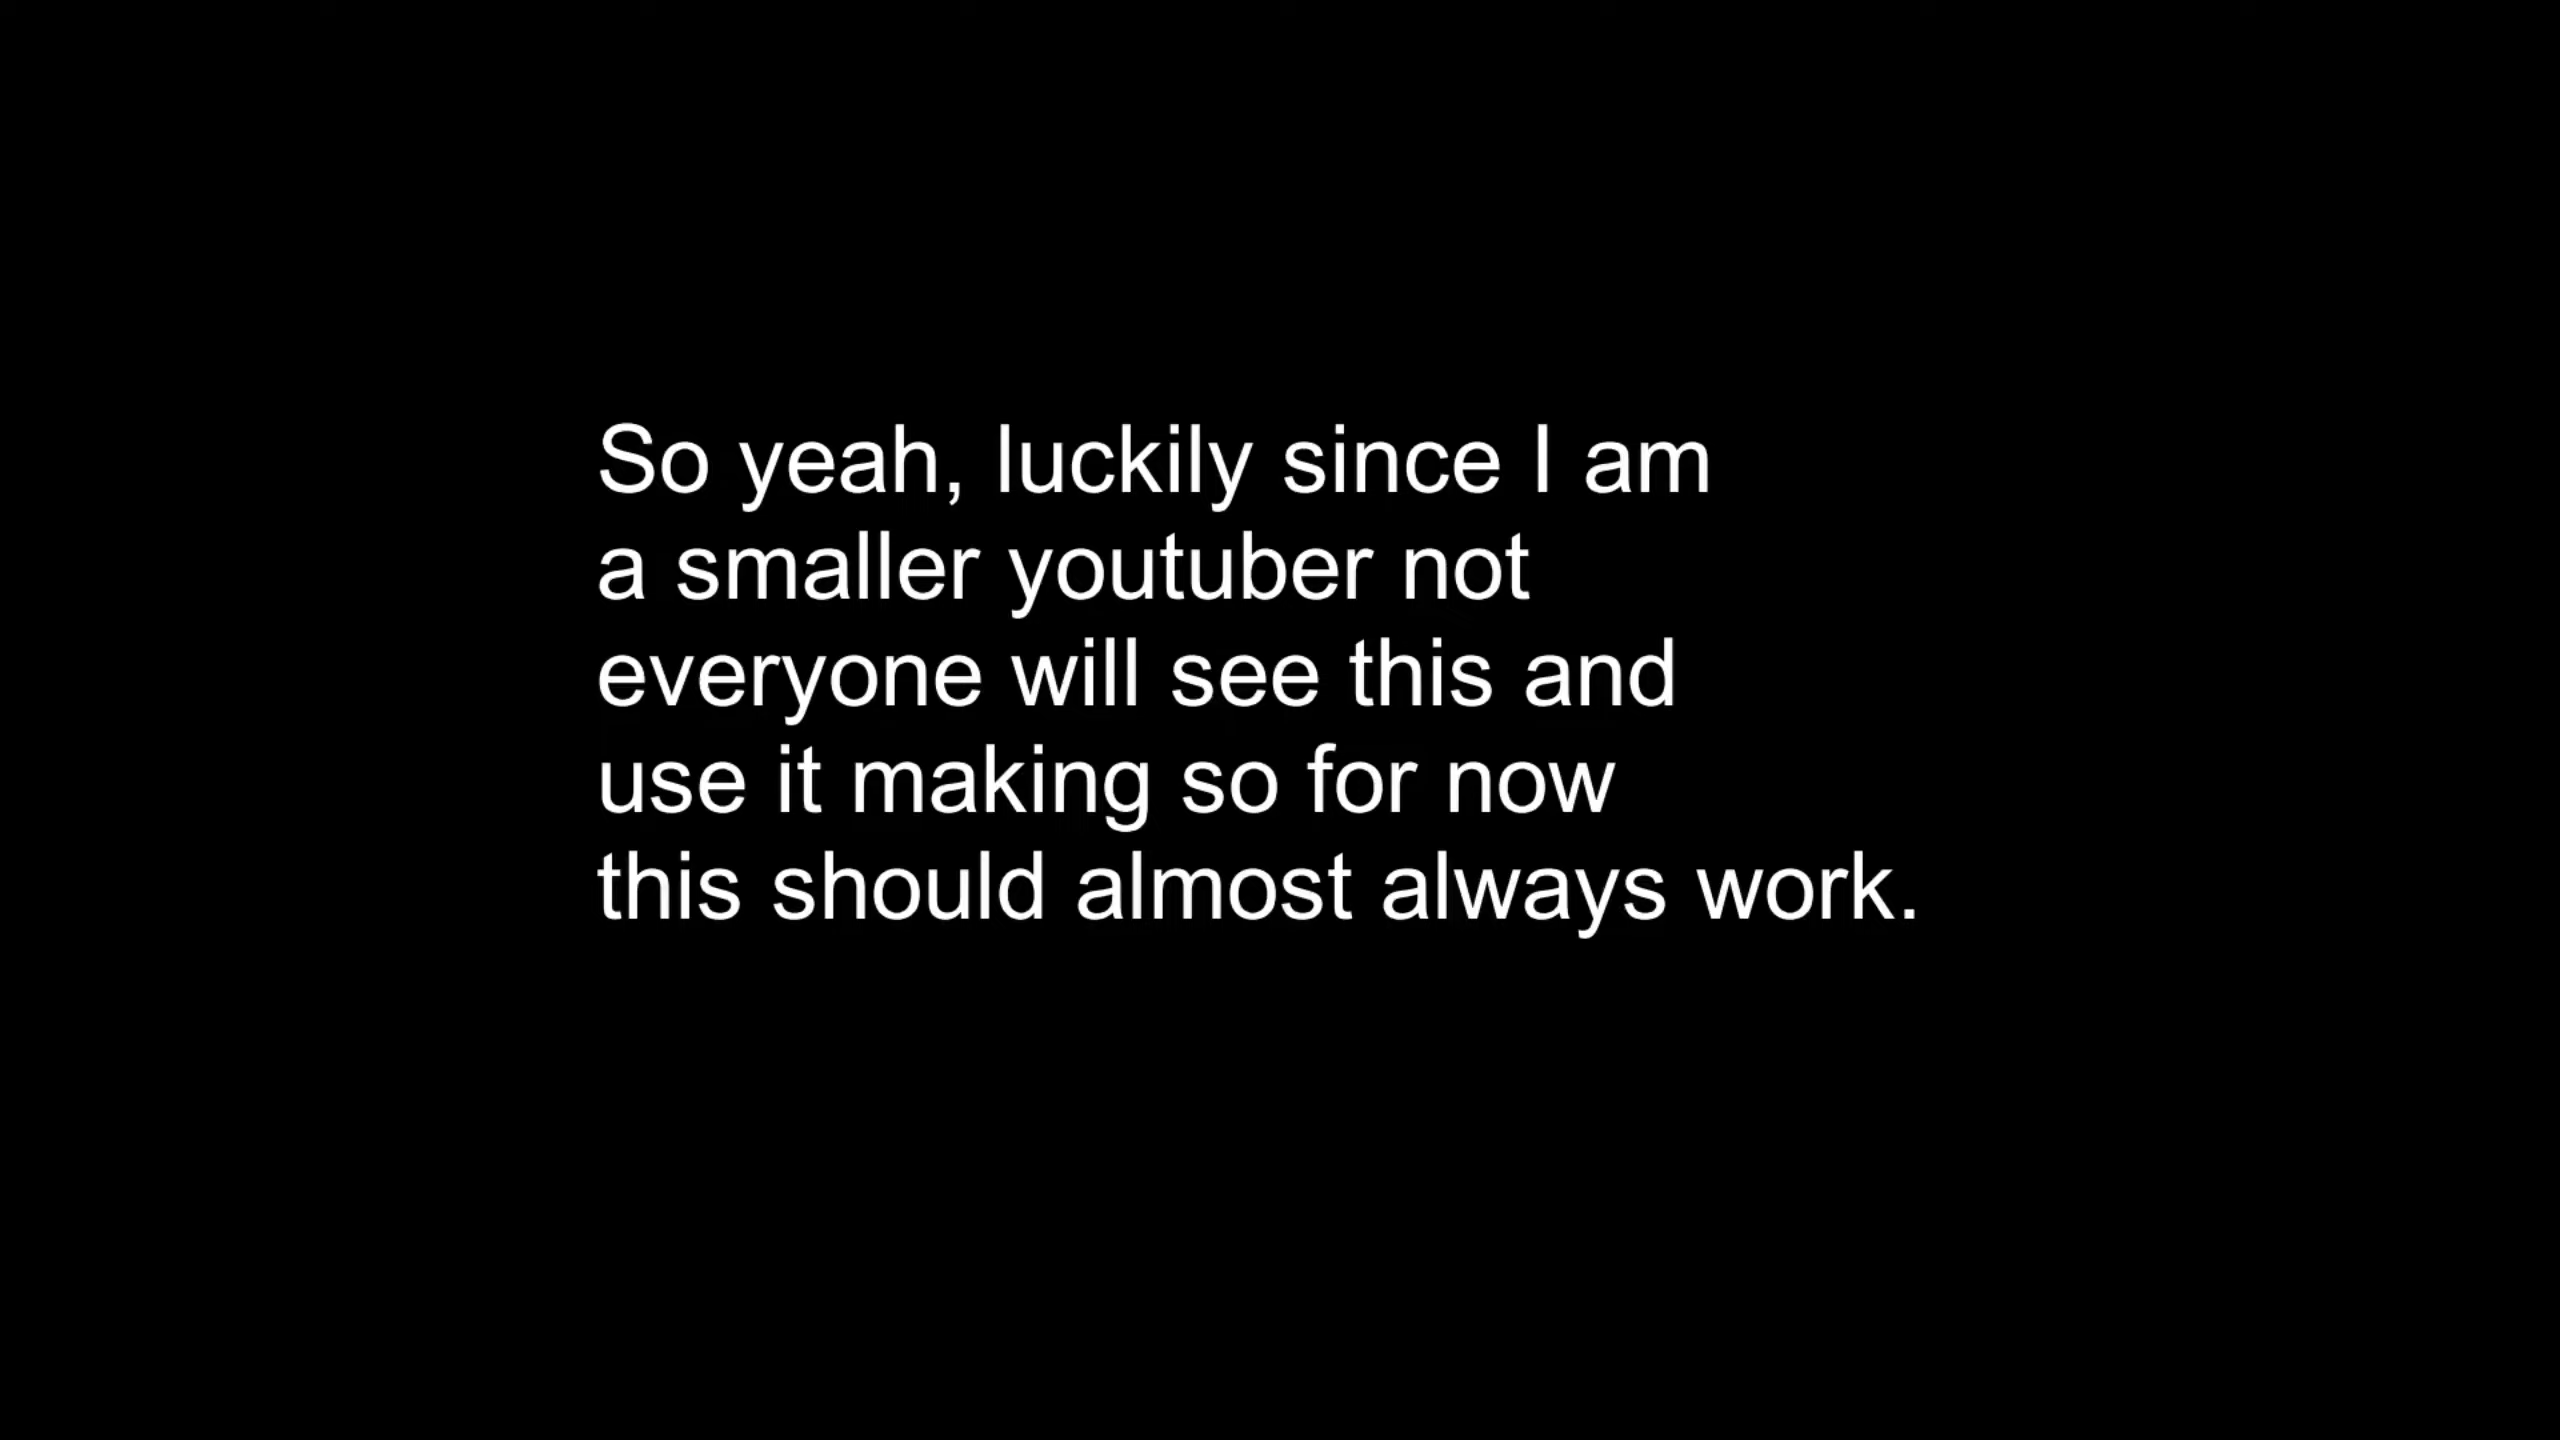 So yeah, luckily since I am
a smaller youtuber not
everyone will see this and
use it making so for now
this should almost always work.